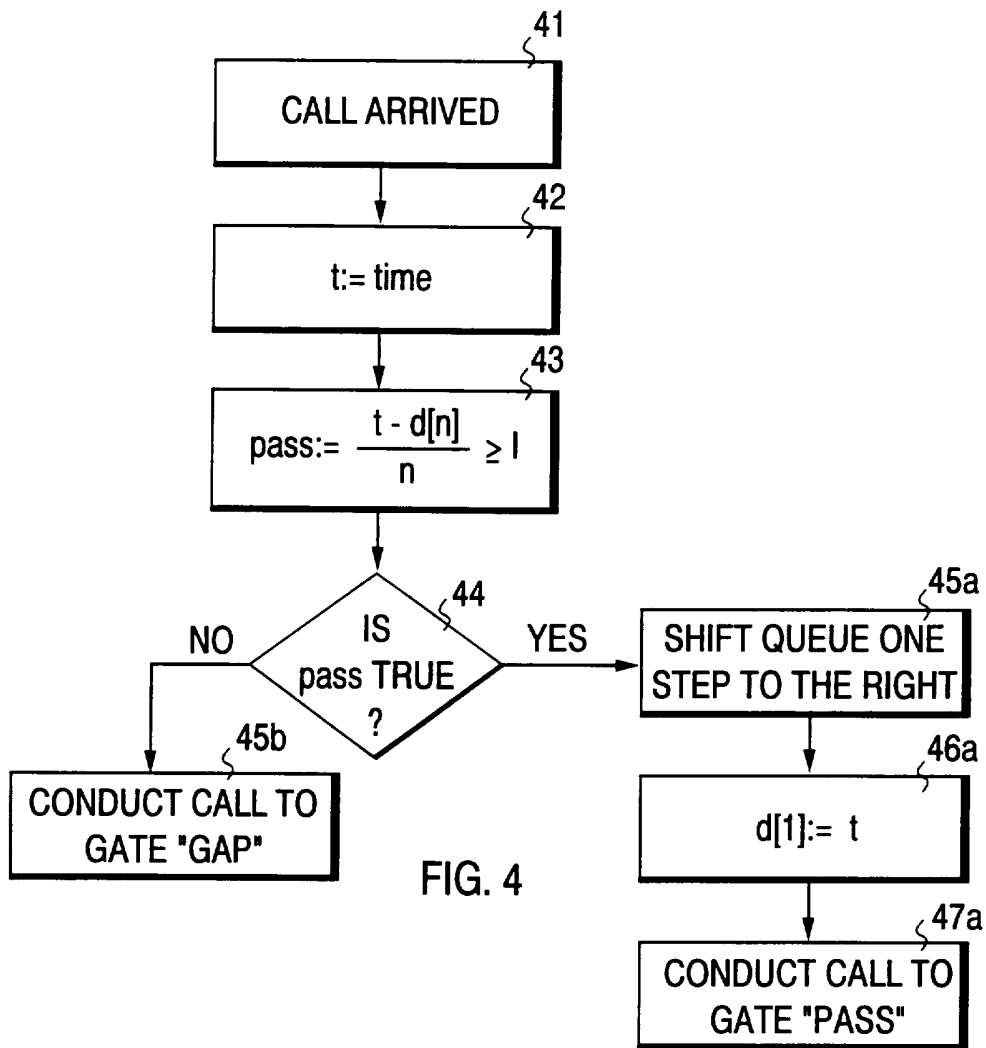 41
CALL ARRIVED
42
t:= time
43
pass:= t - d[n] / n ≥ I
44
IS
pass TRUE
?
NO
YES
45a
SHIFT QUEUE ONE
STEP TO THE RIGHT
45b
CONDUCT CALL TO
GATE "GAP"
46a
d[1]:= t
FIG. 4
47a
CONDUCT CALL TO
GATE "PASS"